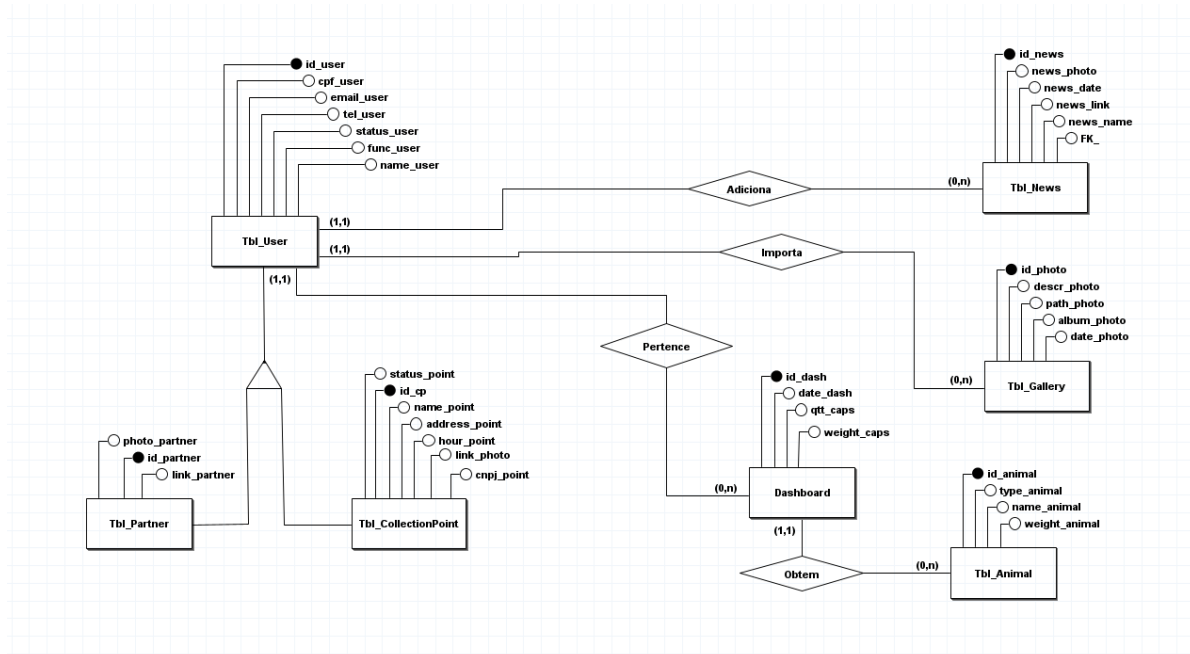 id_user
cpf_user
email_user
tel_user
status_user
func_user
name_user
Tbl_User
(1,1)
(1,1)
(1,1)
Adiciona
(0,n)
id_news
news_photo
news_date
news_link
news_name
FK_
Tbl_News
Importa
(0,n)
id_photo
descr_photo
path_photo
album_photo
date_photo
Tbl_Gallery
Pertence
(0,n)
id_dash
date_dash
qtt_caps
weight_caps
Dashboard
(1,1)
Obtem
(0,n)
id_animal
type_animal
name_animal
weight_animal
Tbl_Animal
status_point
id_cp
name_point
address_point
hour_point
link_photo
cnpj_point
Tbl_CollectionPoint
photo_partner
id_partner
link_partner
Tbl_Partner